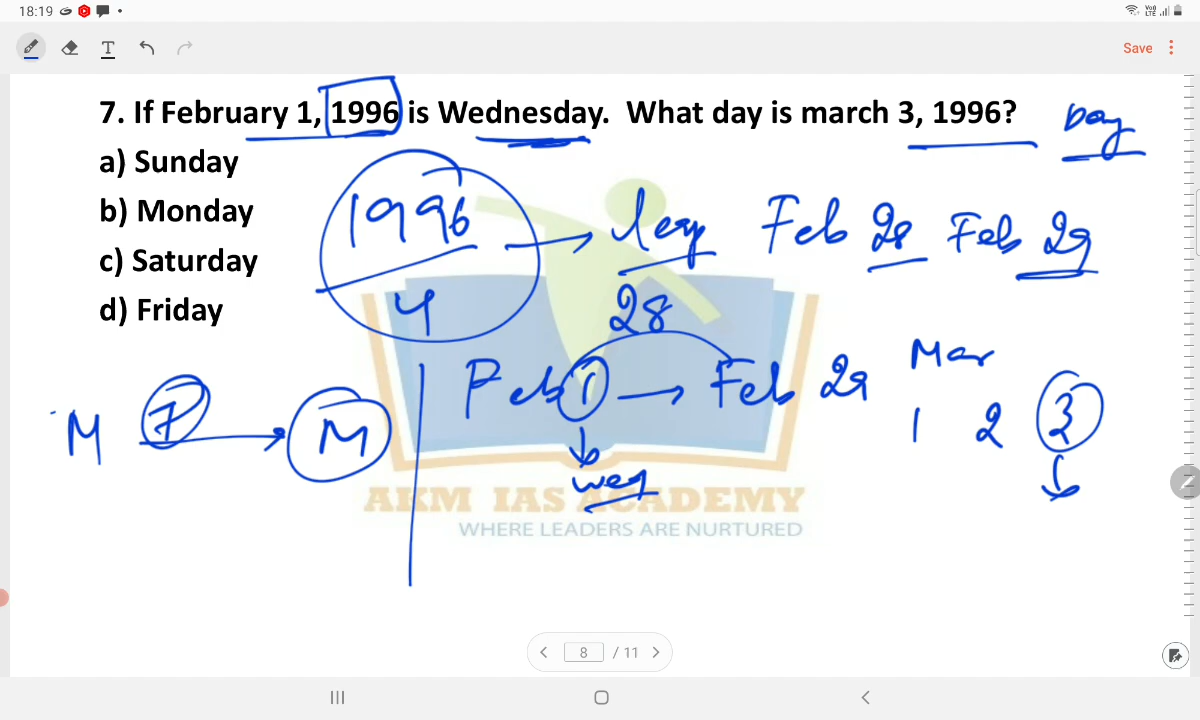 18:19
Save
7. If February 1, 1996 is Wednesday. What day is march 3, 1996?
Day
a) Sunday
b) Monday
c) Saturday
d) Friday
1996
4
leap Feb 28 Feb 29
28
Feb 1 → Feb 29
Mar
1 2 3
M 7 → M
wed
AKM IAS ACADEMY
WHERE LEADERS ARE NURTURED
8 / 11